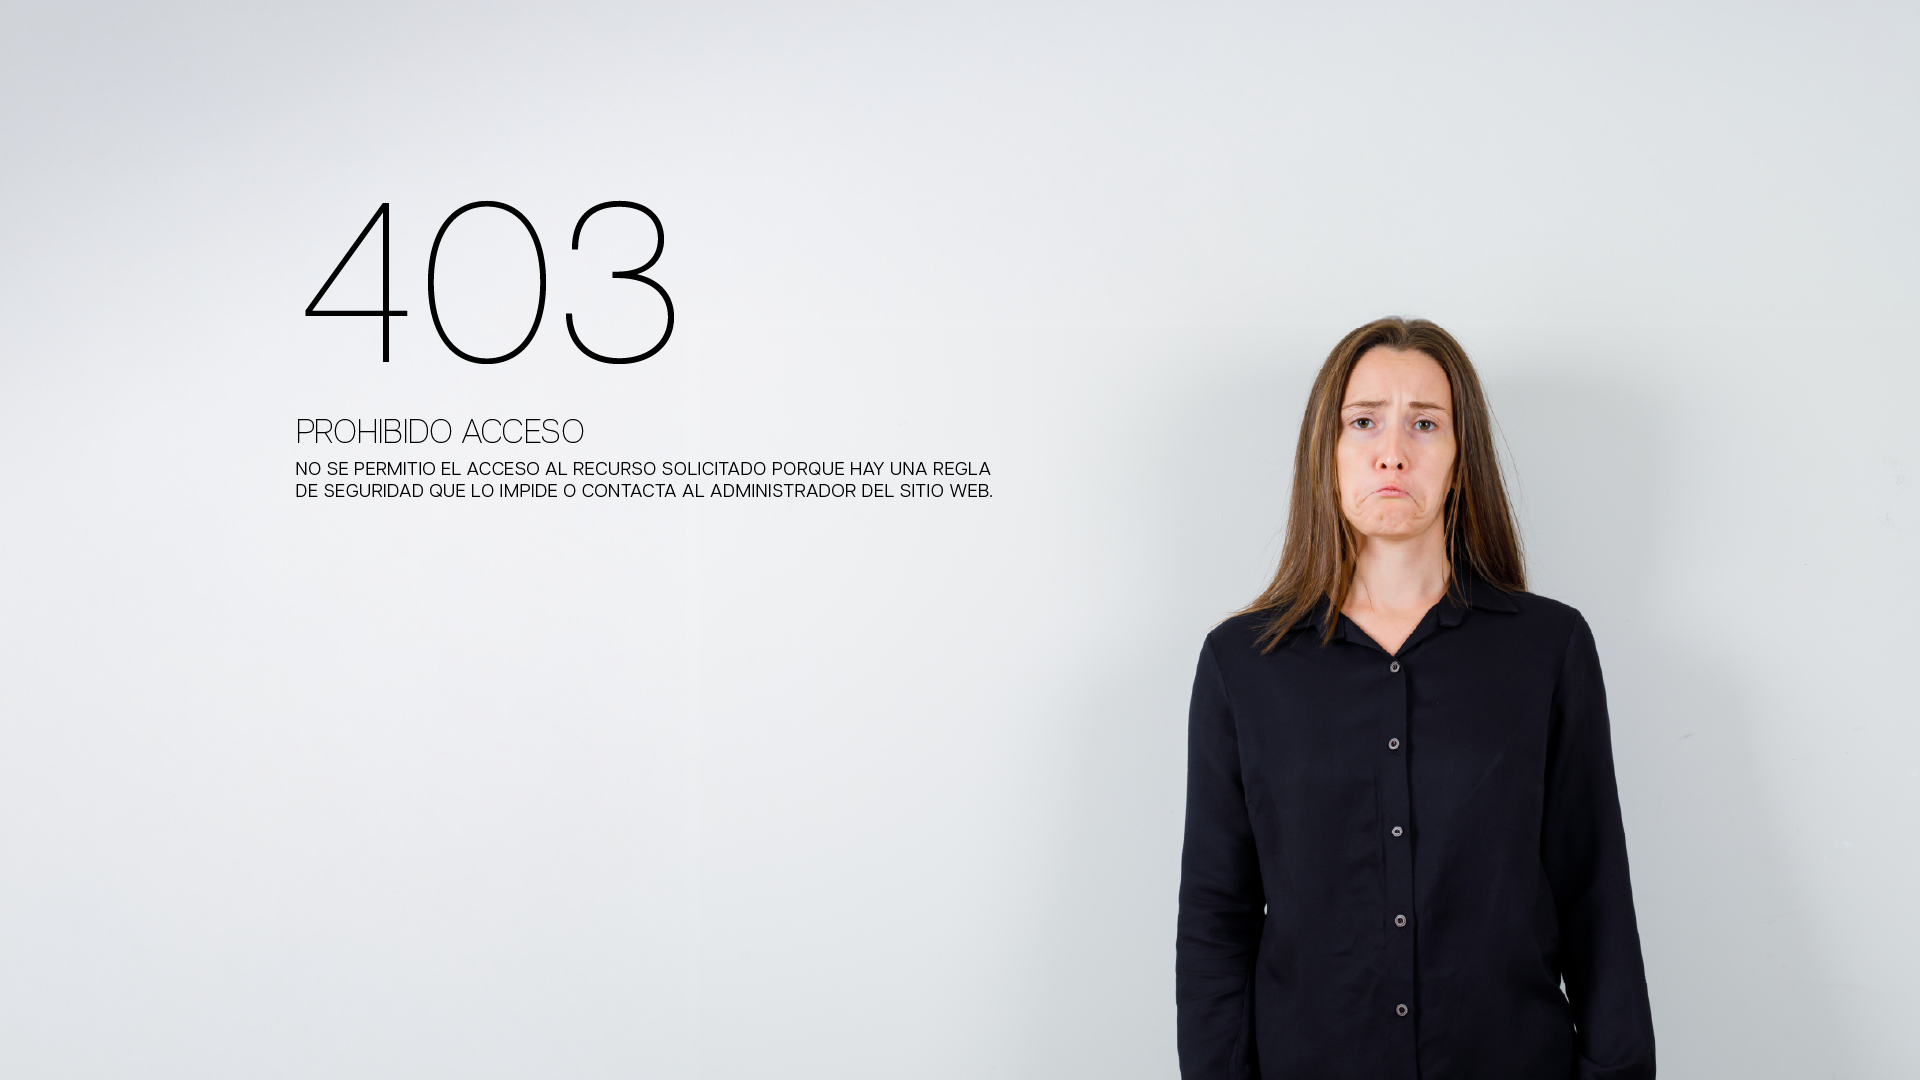 403
PROHIBIDO ACCESO
NO SE PERMITIO EL ACCESO AL RECURSO SOLICITADO PORQUE HAY UNA REGLA
DE SEGURIDAD QUE LO IMPIDE O CONTACTA AL ADMINISTRADOR DEL SITIO WEB.